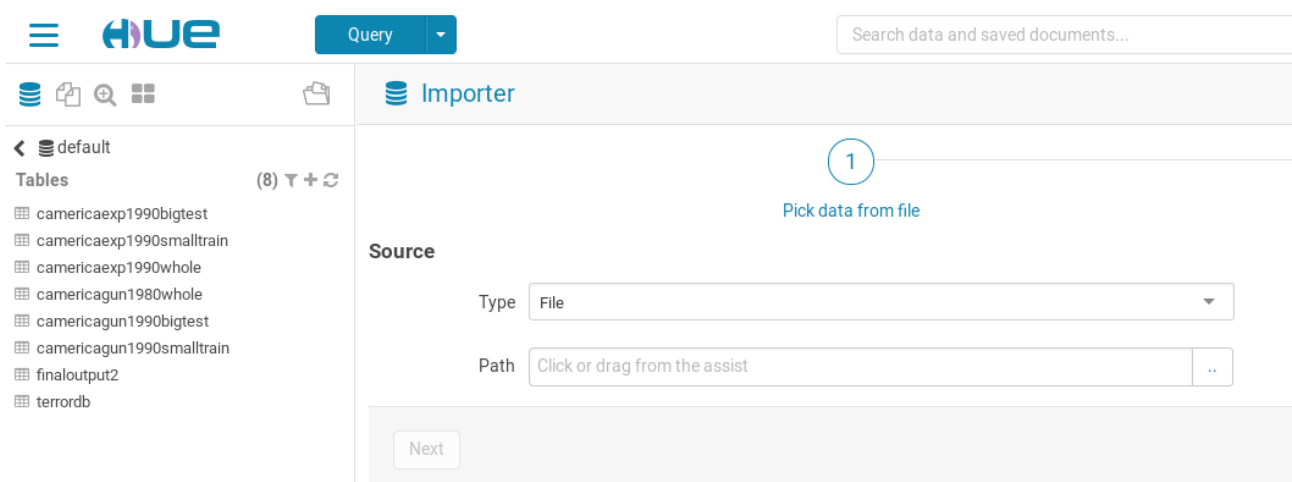 HUE
Query
Search data and saved documents...
Importer
default
Tables (8)
camericaexp1990bigtest
camericaexp1990smalltrain
camericaexp1990whole
camericagun1980whole
camericagun1990bigtest
camericagun1990smalltrain
finaloutput2
terrordb
1
Pick data from file
Source
Type File
Path Click or drag from the assist ..
Next